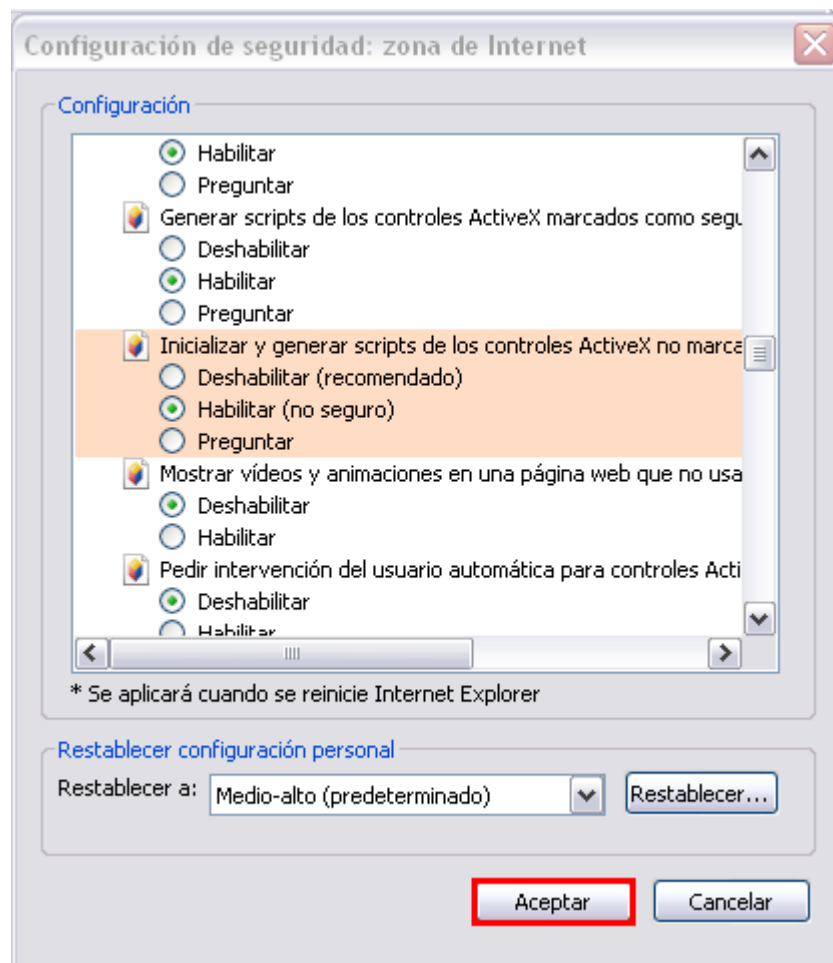 Configuración de seguridad: zona de Internet
Configuración
Habilitar
Preguntar
Generar scripts de los controles ActiveX marcados como segu
Deshabilitar
Habilitar
Preguntar
Inicializar y generar scripts de los controles ActiveX no marca
Deshabilitar (recomendado)
Habilitar (no seguro)
Preguntar
Mostrar vídeos y animaciones en una página web que no usa
Deshabilitar
Habilitar
Pedir intervención del usuario automática para controles Acti
Deshabilitar
Habilitar
* Se aplicará cuando se reinicie Internet Explorer
Restablecer configuración personal
Restablecer a: Medio-alto (predeterminado) Restablecer...
Aceptar Cancelar